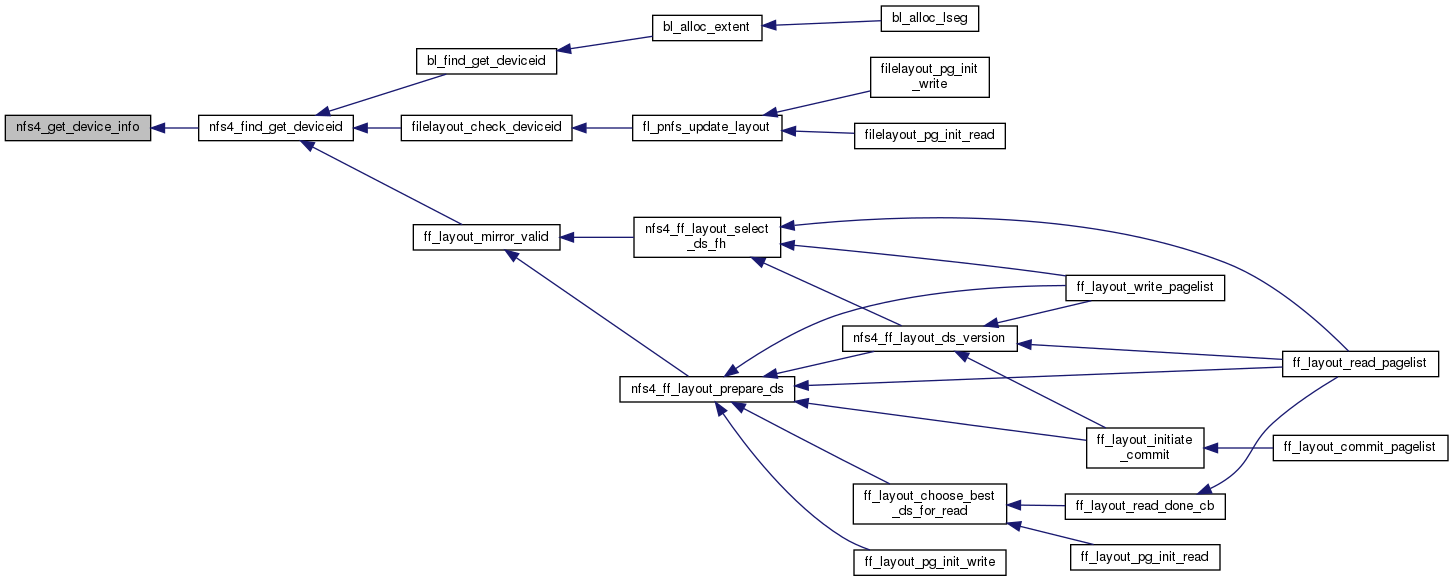 bl_alloc_lseg
bl_alloc_extent
bl_find_get_deviceid
filelayout_pg_init
_write
nfs4_get_device_info
nfs4_find_get_deviceid
filelayout_check_deviceid
fl_pnfs_update_layout
filelayout_pg_init_read
ff_layout_mirror_valid
nfs4_ff_layout_select
_ds_fh
ff_layout_write_pagelist
nfs4_ff_layout_ds_version
ff_layout_read_pagelist
nfs4_ff_layout_prepare_ds
ff_layout_initiate
_commit
ff_layout_commit_pagelist
ff_layout_choose_best
_ds_for_read
ff_layout_read_done_cb
ff_layout_pg_init_read
ff_layout_pg_init_write